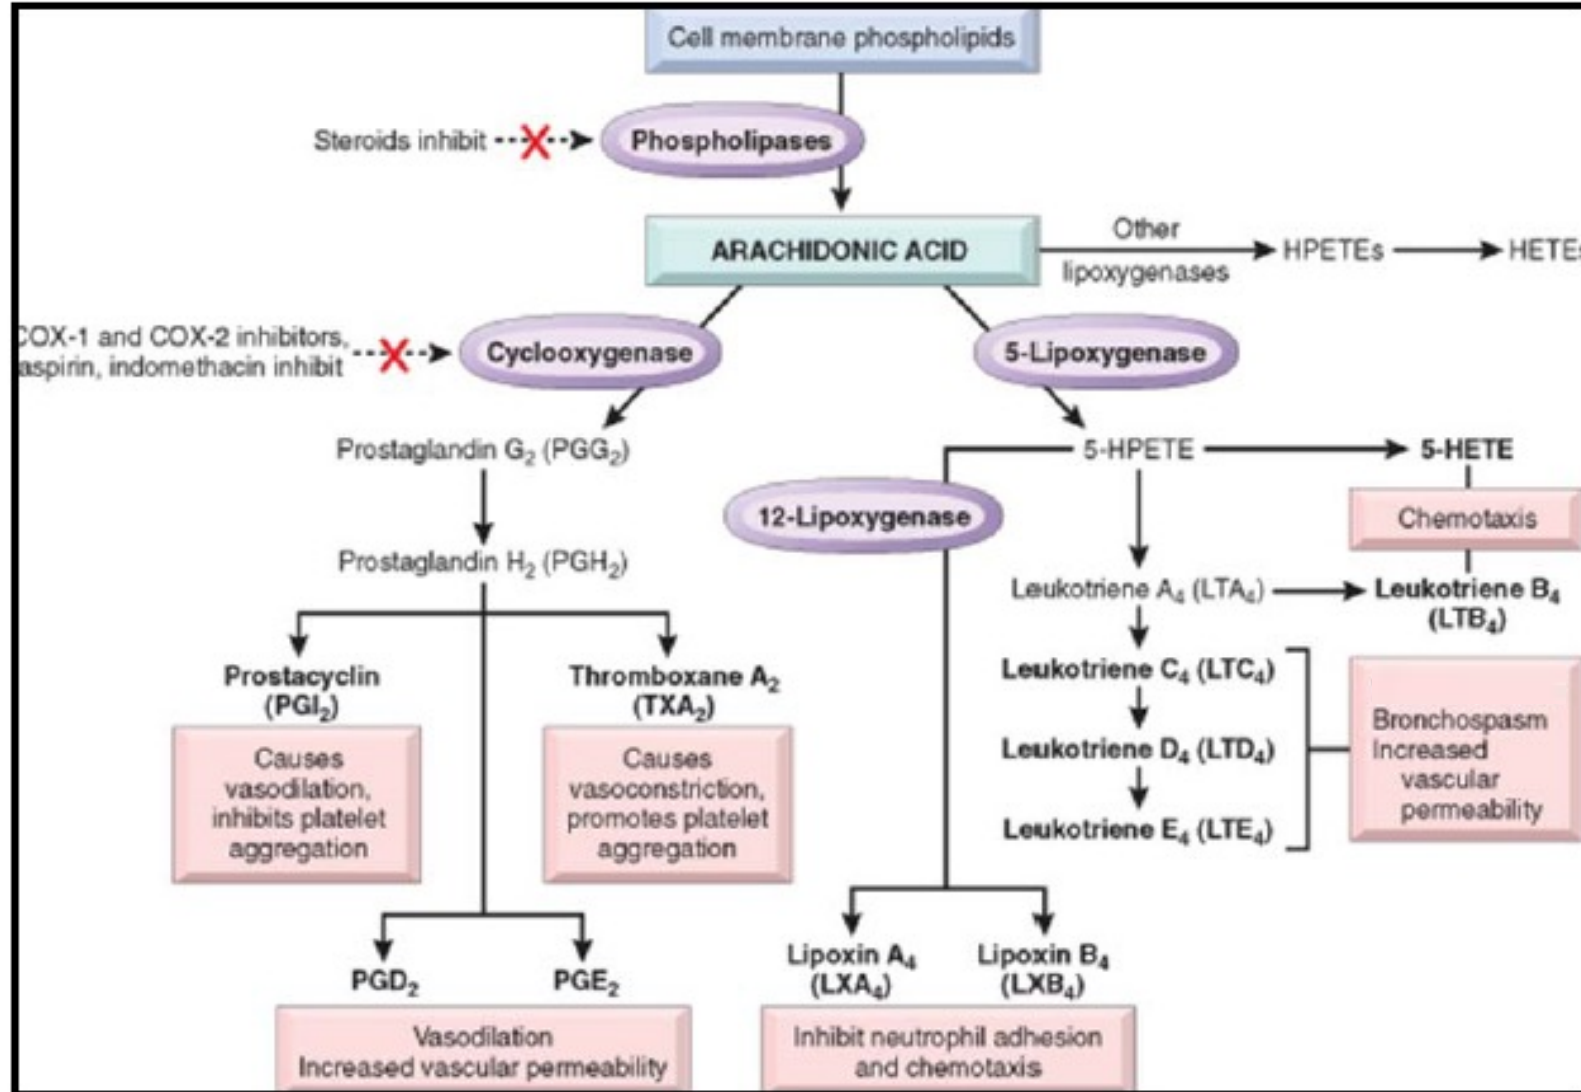 Cell membrane phospholipids
Steroids inhibit
Phospholipases
ARACHIDONIC ACID
Other
lipoxygenases
HPETEs
HETEs
COX-1 and COX-2 inhibitors,
aspirin, indomethacin inhibit
Cyclooxygenase
5-Lipoxygenase
Prostaglandin G₂ (PGG₂)
5-HPETE
5-HETE
12-Lipoxygenase
Chemotaxis
Prostaglandin H₂ (PGH₂)
Leukotriene A₄ (LTA₄)
Leukotriene B₄
(LTB₄)
Prostacyclin
(PGI₂)
Thromboxane A₂
(TXA₂)
Leukotriene C₄ (LTC₄)
Causes
vasodilation,
inhibits platelet
aggregation
Causes
vasoconstriction,
promotes platelet
aggregation
Leukotriene D₄ (LTD₄)
Leukotriene E₄ (LTE₄)
Bronchospasm
Increased
vascular
permeability
PGD₂
PGE₂
Lipoxin A₄
(LXA₄)
Lipoxin B₄
(LXB₄)
Vasodilation
Increased vascular permeability
Inhibit neutrophil adhesion
and chemotaxis